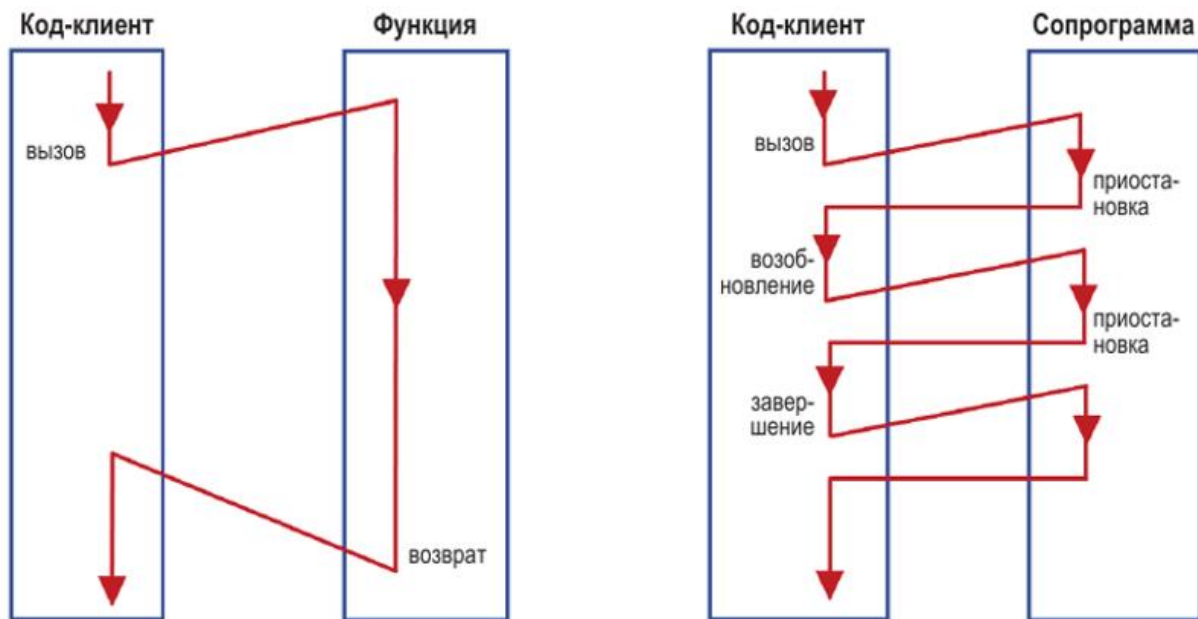 Код-клиент
Функция
вызов
возврат
Код-клиент
Сопрограмма
вызов
приоста-
новка
возоб-
новление
приоста-
новка
завер-
шение